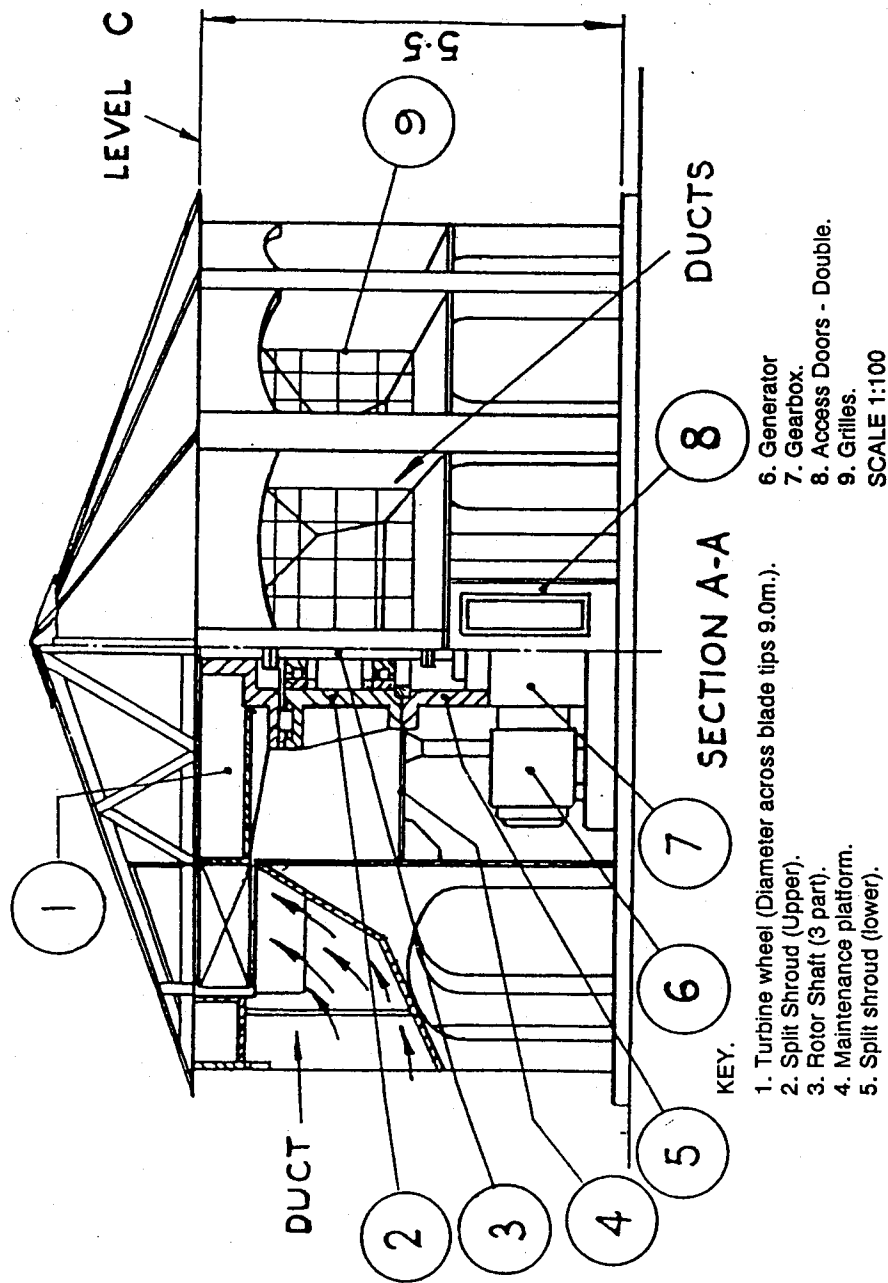 LEVEL C
5.5
1
9
DUCT
DUCTS
2
3
4
5
6
7
8
SECTION A-A
KEY.
1. Turbine wheel (Diameter across blade tips 9.0m.).
2. Split Shroud (Upper).
3. Rotor Shaft (3 part).
4. Maintenance platform.
5. Split shroud (lower).
6. Generator
7. Gearbox.
8. Access Doors - Double.
9. Grilles.
SCALE 1:100